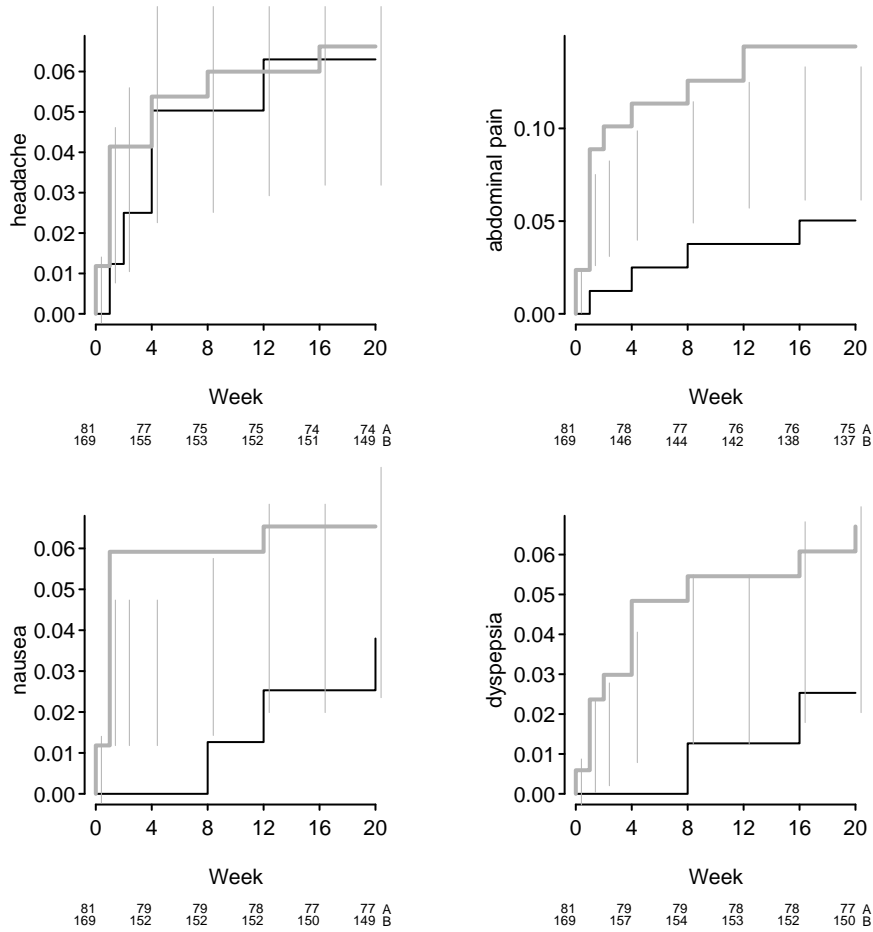 headache
0.06
0.05
0.04
0.03
0.02
0.01
0.00
0 4 8 12 16 20
Week
81 77 75 75 74 74 A
169 155 153 152 151 149 B
abdominal pain
0.10
0.05
0.00
0 4 8 12 16 20
Week
81 78 77 76 76 75 A
169 146 144 142 138 137 B
nausea
0.06
0.05
0.04
0.03
0.02
0.01
0.00
0 4 8 12 16 20
Week
81 79 79 78 77 77 A
169 152 152 152 150 149 B
dyspepsia
0.06
0.05
0.04
0.03
0.02
0.01
0.00
0 4 8 12 16 20
Week
81 79 79 78 78 77 A
169 157 154 153 152 150 B